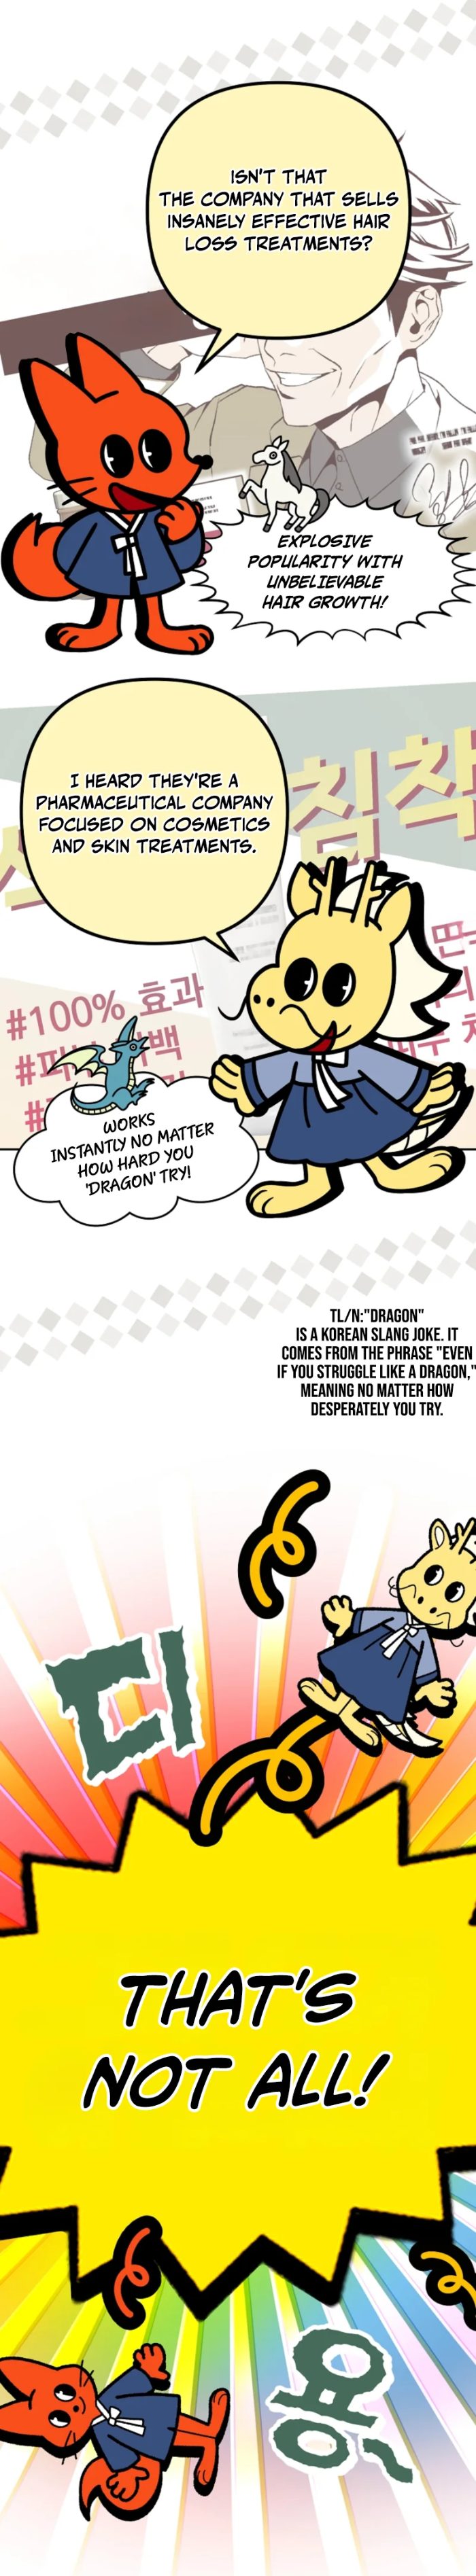 ISN'T THAT
THE COMPANY THAT SELLS
INSANELY EFFECTIVE HAIR
LOSS TREATMENTS?
EXPLOSIVE
POPULARITY WITH
UNBELIEVABLE
HAIR GROWTH!
I HEARD THEY'RE A
PHARMACEUTICAL COMPANY
FOCUSED ON COSMETICS
AND SKIN TREATMENTS.
침착
#100% 효과
WORKS
INSTANTLY NO MATTER
HOW HARD YOU
'DRAGON' TRY!
TL/N:"DRAGON"
IS A KOREAN SLANG JOKE. IT
COMES FROM THE PHRASE "EVEN
IF YOU STRUGGLE LIKE A DRAGON,"
MEANING NO MATTER HOW
DESPERATELY YOU TRY.
디
THAT'S
NOT ALL!
용